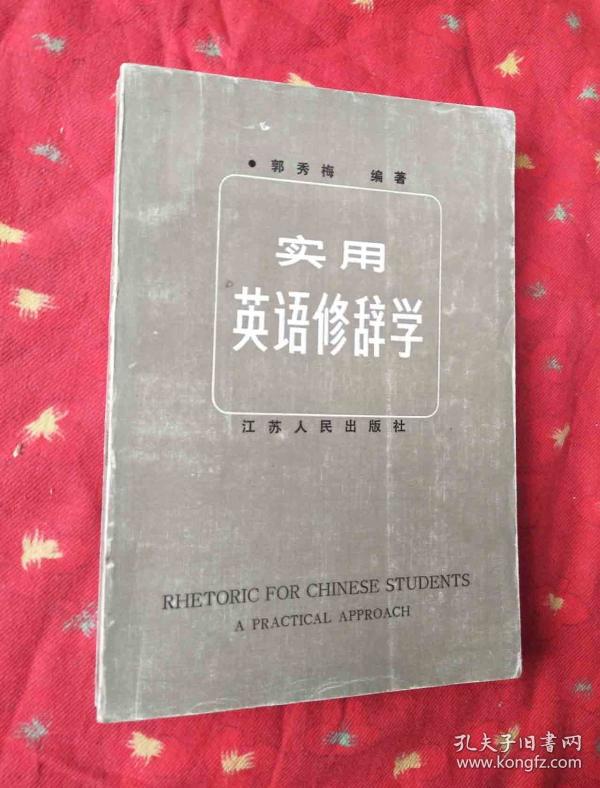 ●郭秀梅 编著
实用
英语修辞学
江苏人民出版社
RHETORIC FOR CHINESE STUDENTS
A PRACTICAL APPROACH
孔夫子旧书网
www.kongfz.com